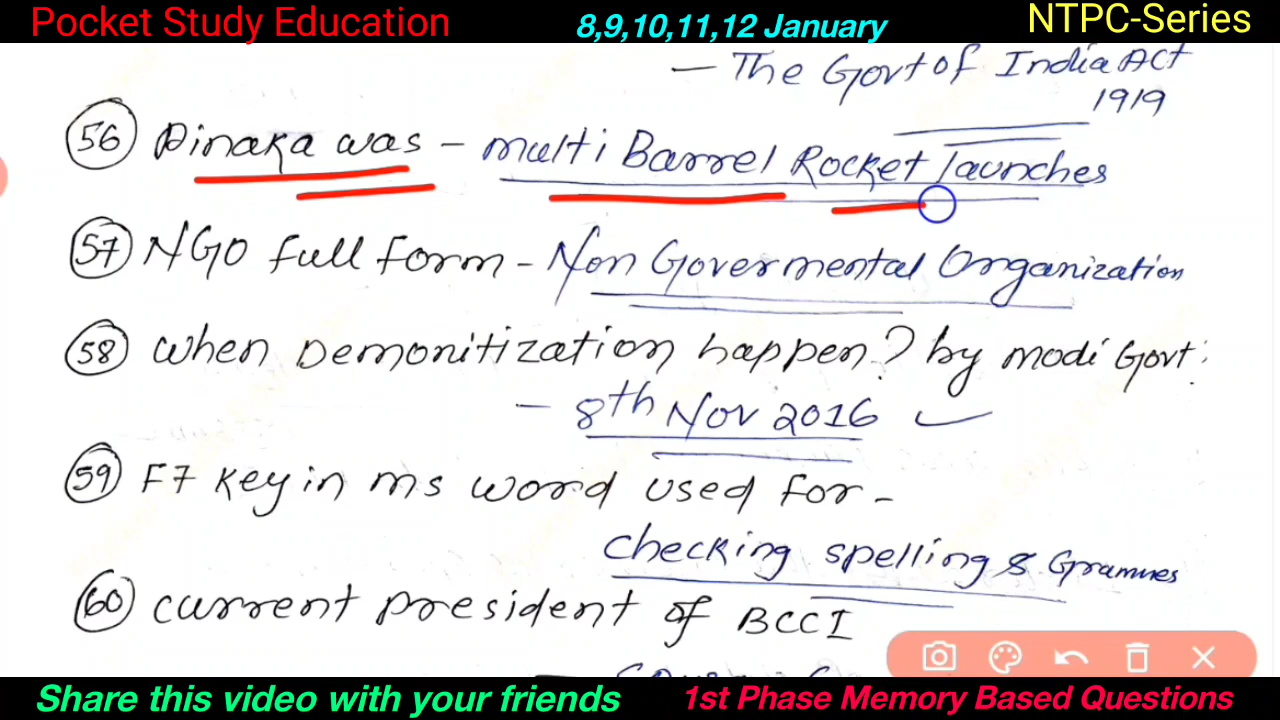 Pocket Study Education
8,9,10,11,12 January
NTPC-Series
— The Govt of India Act
1919
56 Pinaka was - multi Barrel Rocket launches
57 NGO full form - Non Govermental Organization
58 when Demonitization happen? by modi Govt:
- 8th Nov 2016
59 F7 key in ms word used for -
checking spelling &
60 current president of BCCI
Share this video with your friends
1st Phase Memory Based Questions